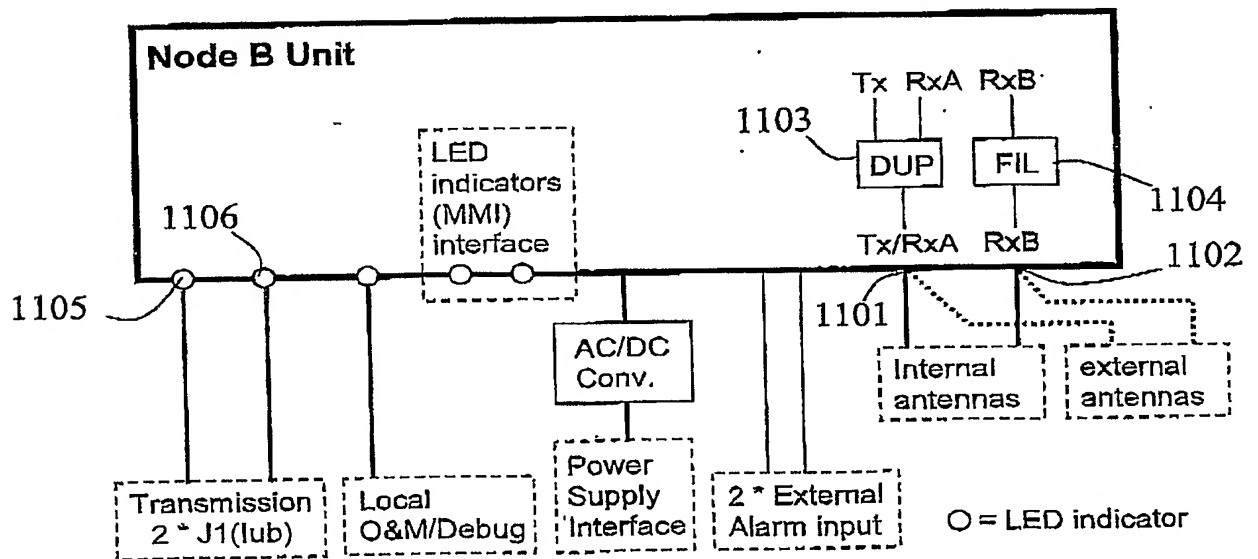 Node B Unit
Tx RxA RxB
1103
DUP
FIL
1104
LED
indicators
(MMI)
interface
1106
Tx/RxA RxB
1102
1105
1101
AC/DC
Conv.
Internal
antennas
external
antennas
Transmission
2 * J1(Iub)
Local
O&M/Debug
Power
Supply
Interface
2 * External
Alarm input
O = LED indicator